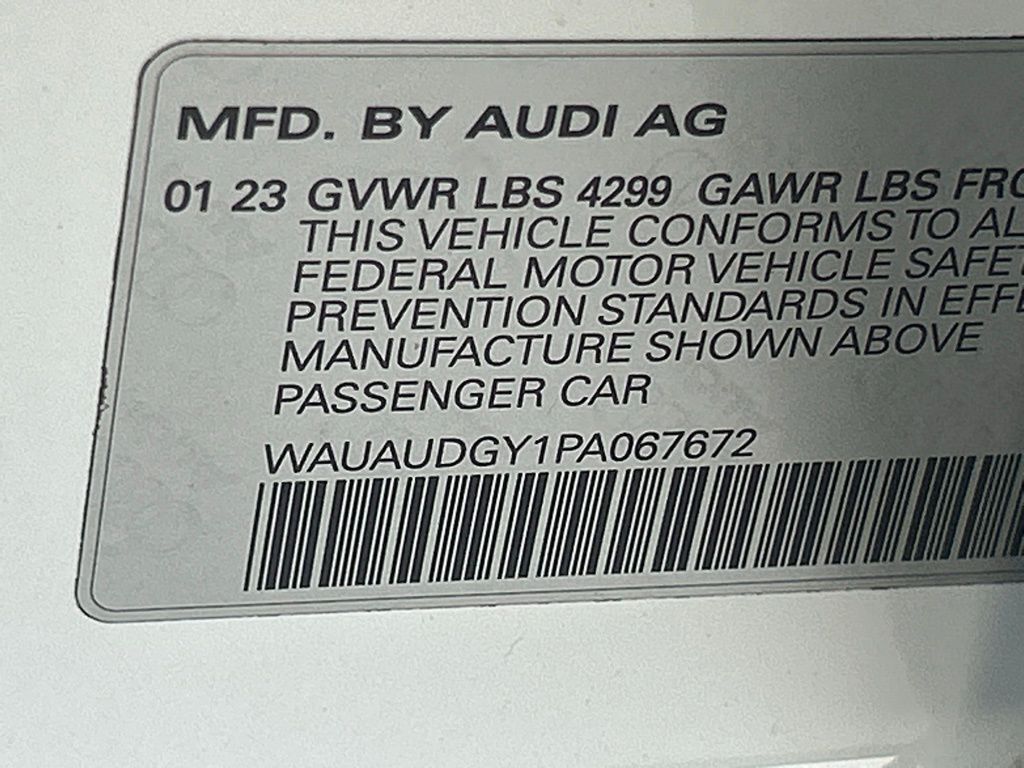 MFD. BY AUDI AG
01 23 GVWR LBS 4299 GAWR LBS
THIS VEHICLE CONFORMS TO
FEDERAL MOTOR VEHICLE
PREVENTION STANDARDS IN
MANUFACTURE SHOWN ABOVE
PASSENGER CAR
WAUAUDGY1PA067672